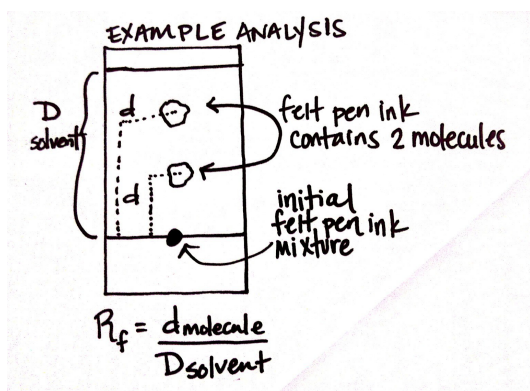 EXAMPLE ANALYSIS
D
solvent
d
d
felt pen ink
contains 2 molecules
initial
felt pen ink
mixture
Rf = dmolecule
Dsolvent